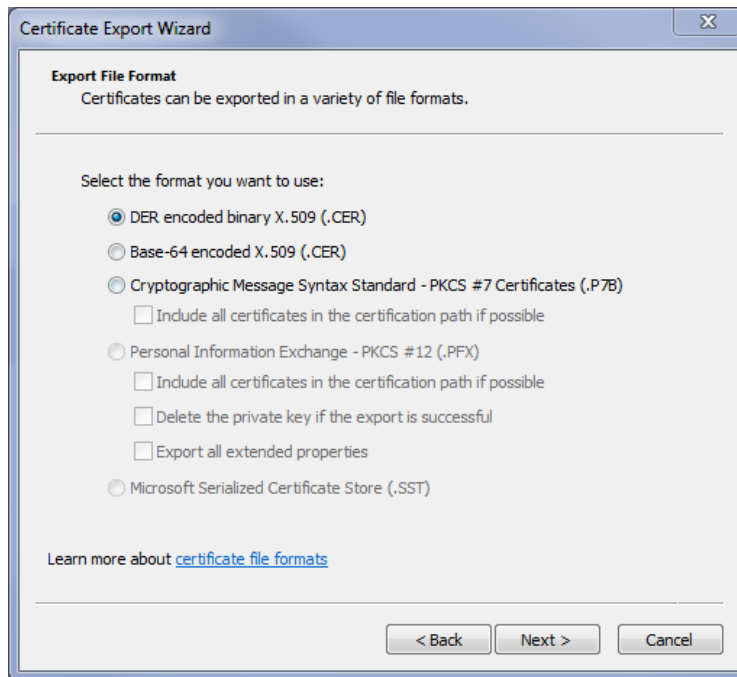 Certificate Export Wizard
Export File Format
Certificates can be exported in a variety of file formats.
Select the format you want to use:
DER encoded binary X.509 (.CER)
Base-64 encoded X.509 (.CER)
Cryptographic Message Syntax Standard - PKCS #7 Certificates (.P7B)
Include all certificates in the certification path if possible
Personal Information Exchange - PKCS #12 (.PFX)
Include all certificates in the certification path if possible
Delete the private key if the export is successful
Export all extended properties
Microsoft Serialized Certificate Store (.SST)
Learn more about certificate file formats
< Back Next > Cancel